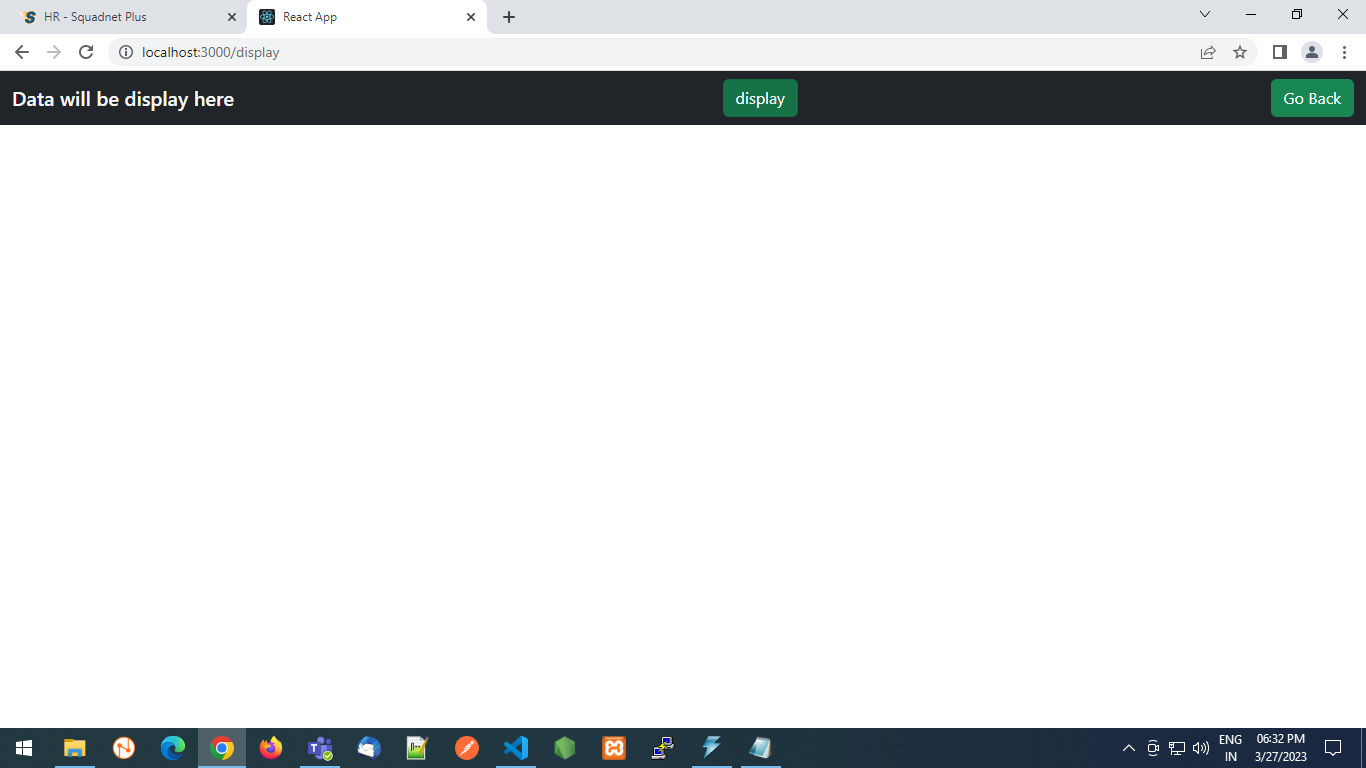 HR - Squadnet Plus
React App
localhost:3000/display
Data will be display here
display
Go Back
ENG
IN
06:32 PM
3/27/2023